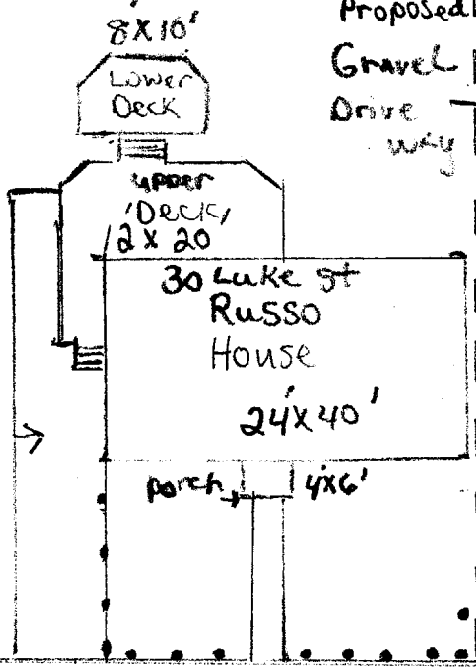 8X10'
Lower
Deck
Proposed
Gravel
Drive
Way
upper
Deck
12 X 20'
30 Luke st
Russo
House
24'X40'
porch
4'X6'